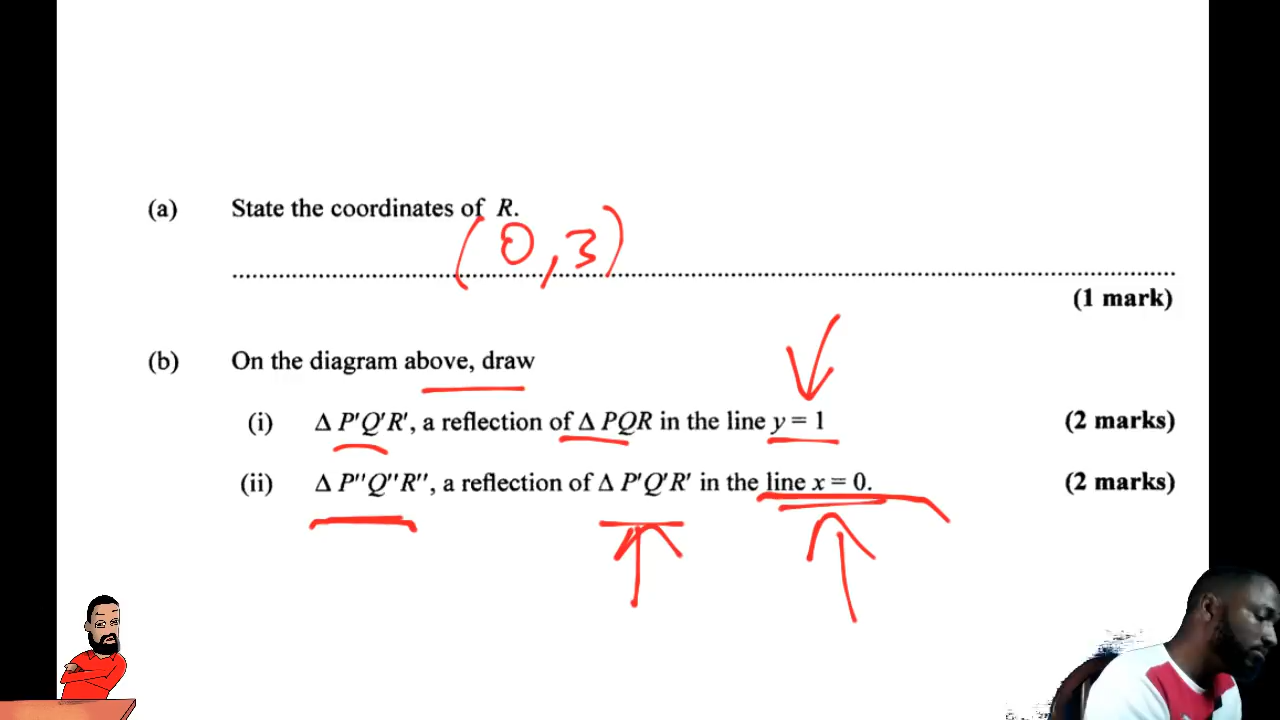 (a) State the coordinates of R.
(0,3)
(1 mark)
(b) On the diagram above, draw
(i) Δ P'Q'R', a reflection of Δ PQR in the line y = 1 (2 marks)
(ii) Δ P''Q''R'', a reflection of Δ P'Q'R' in the line x = 0. (2 marks)